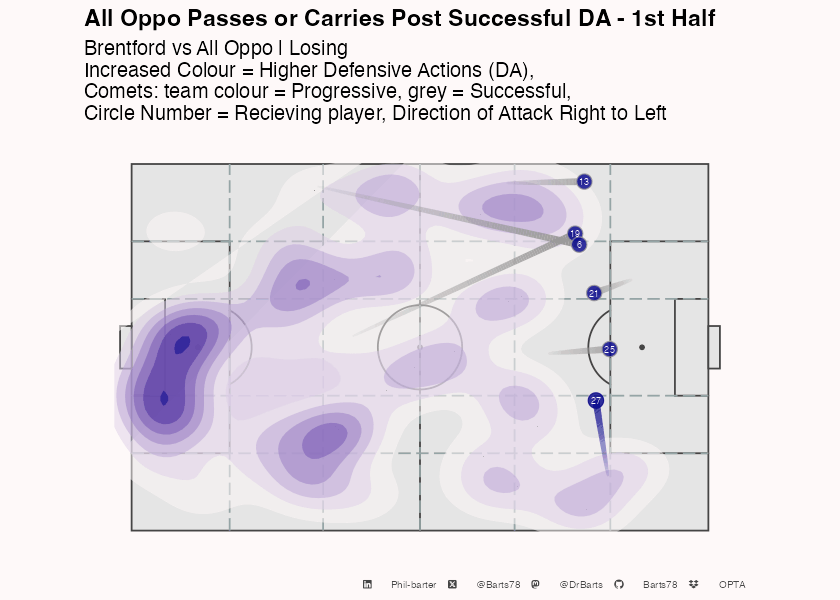 All Oppo Passes or Carries Post Successful DA - 1st Half
Brentford vs All Oppo | Losing
Increased Colour = Higher Defensive Actions (DA),
Comets: team colour = Progressive, grey = Successful,
Circle Number = Recieving player, Direction of Attack Right to Left
13
19
6
21
25
27
Phil-barter @Barts78 @DrBarts Barts78 OPTA